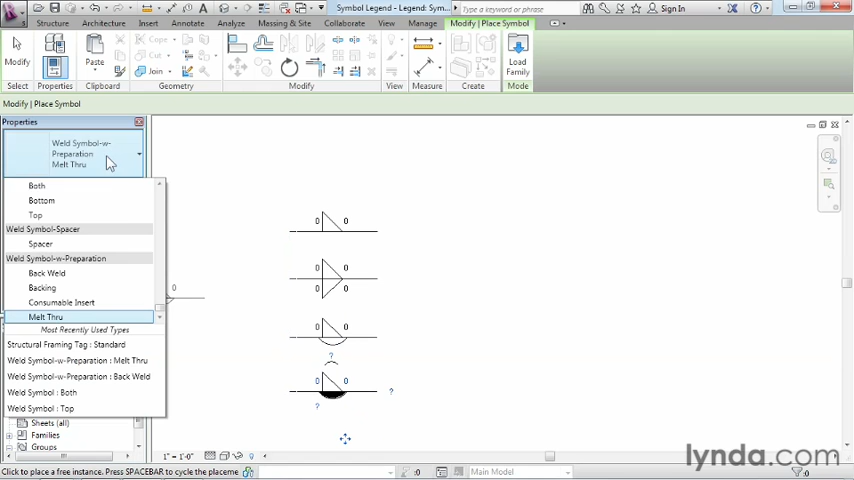 Symbol Legend - Legend: Sym...
Type a keyword or phrase
Sign In
Structure Architecture Insert Annotate Analyze Massing & Site Collaborate View Manage Modify | Place Symbol
Modify
Properties
Paste
Cope
Cut
Join
Load
Family
Select Properties Clipboard Geometry Modify View Measure Create Mode
Modify | Place Symbol
Properties
Weld Symbol-w-
Preparation
Melt Thru
Both
Bottom
Top
Weld Symbol-Spacer
Spacer
Weld Symbol-w-Preparation
Back Weld
Backing
Consumable Insert
Melt Thru
Most Recently Used Types
Structural Framing Tag : Standard
Weld Symbol-w-Preparation : Melt Thru
Weld Symbol-w-Preparation : Back Weld
Weld Symbol : Both
Weld Symbol : Top
Sheets (all)
Families
Groups
0 0
0 0
0 0
0
0 0
?
0 0
?
?
1" = 1'-0"
Click to place a free instance. Press SPACEBAR to cycle the placeme
:0
Main Model
:0
lynda.com